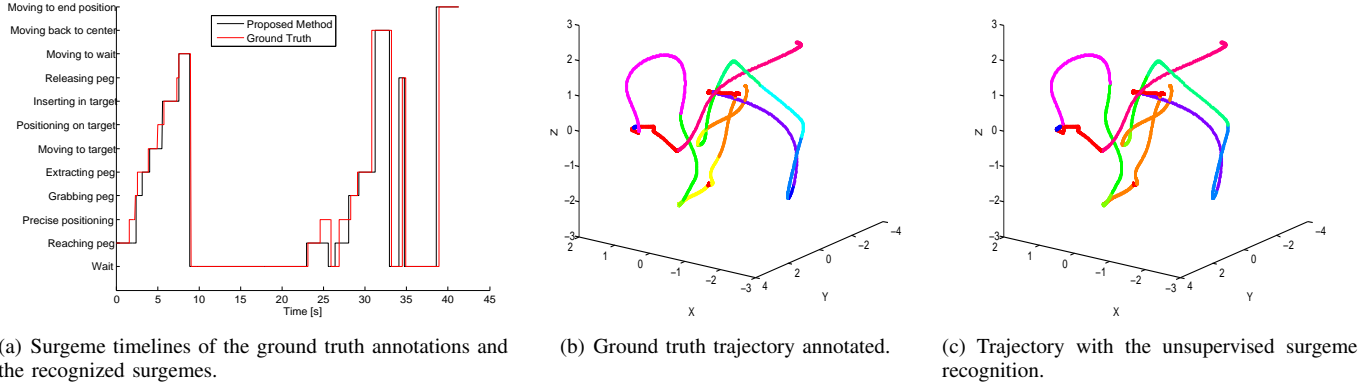 Moving to end position
Moving back to center
Moving to wait
Releasing peg
Inserting in target
Positioning on target
Moving to target
Extracting peg
Grabbing peg
Precise positioning
Reaching peg
Wait
Proposed Method
Ground Truth
0 5 10 15 20 25 30 35 40 45
Time [s]
3
2
1
0
−1
−2
−3
Z
2 1 0 −1 −2 −3
X
4 2 0 −2 −4
Y
3
2
1
0
−1
−2
−3
Z
2 1 0 −1 −2 −3
X
4 2 0 −2 −4
Y
(a) Surgeme timelines of the ground truth annotations and
the recognized surgemes.
(b) Ground truth trajectory annotated.
(c) Trajectory with the unsupervised surgeme
recognition.